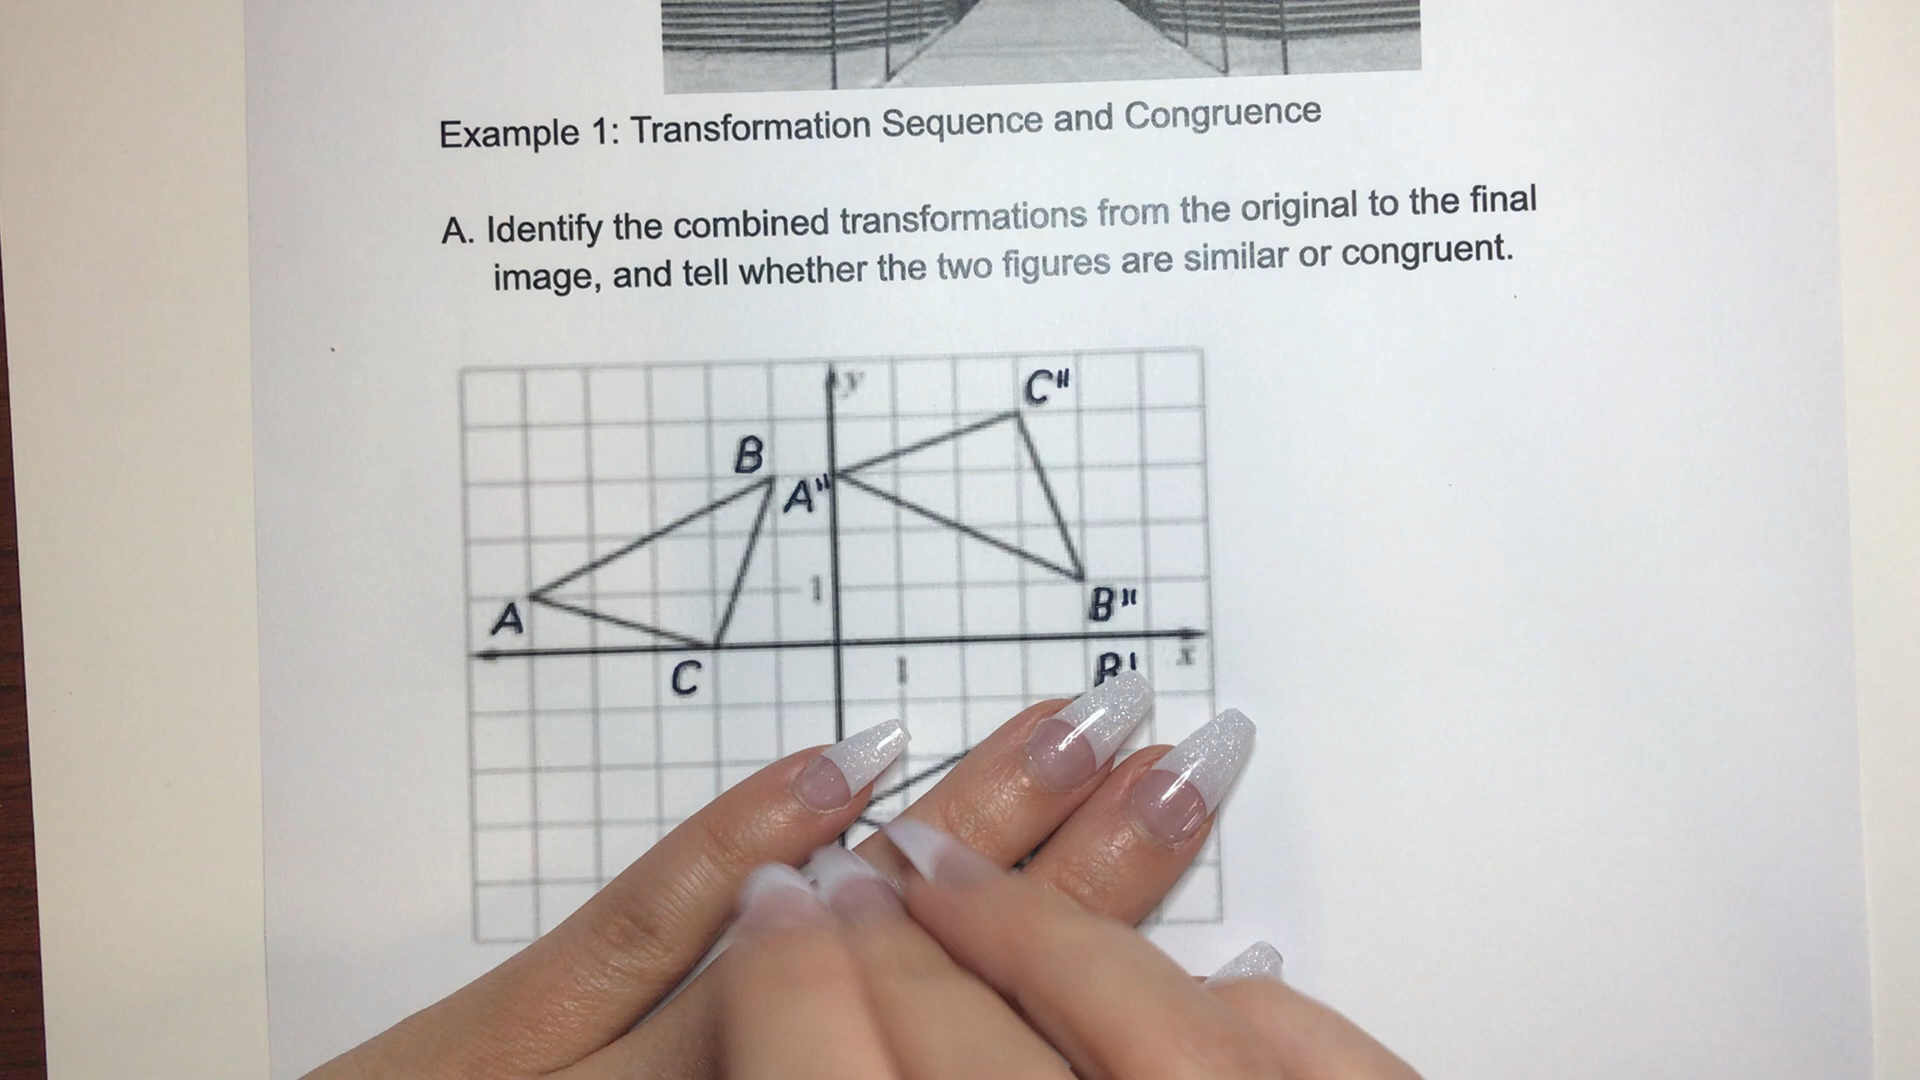 Example 1: Transformation Sequence and Congruence
A. Identify the combined transformations from the original to the final
image, and tell whether the two figures are similar or congruent.
y
C"
B
A"
1
A
B"
C
1
B'
x